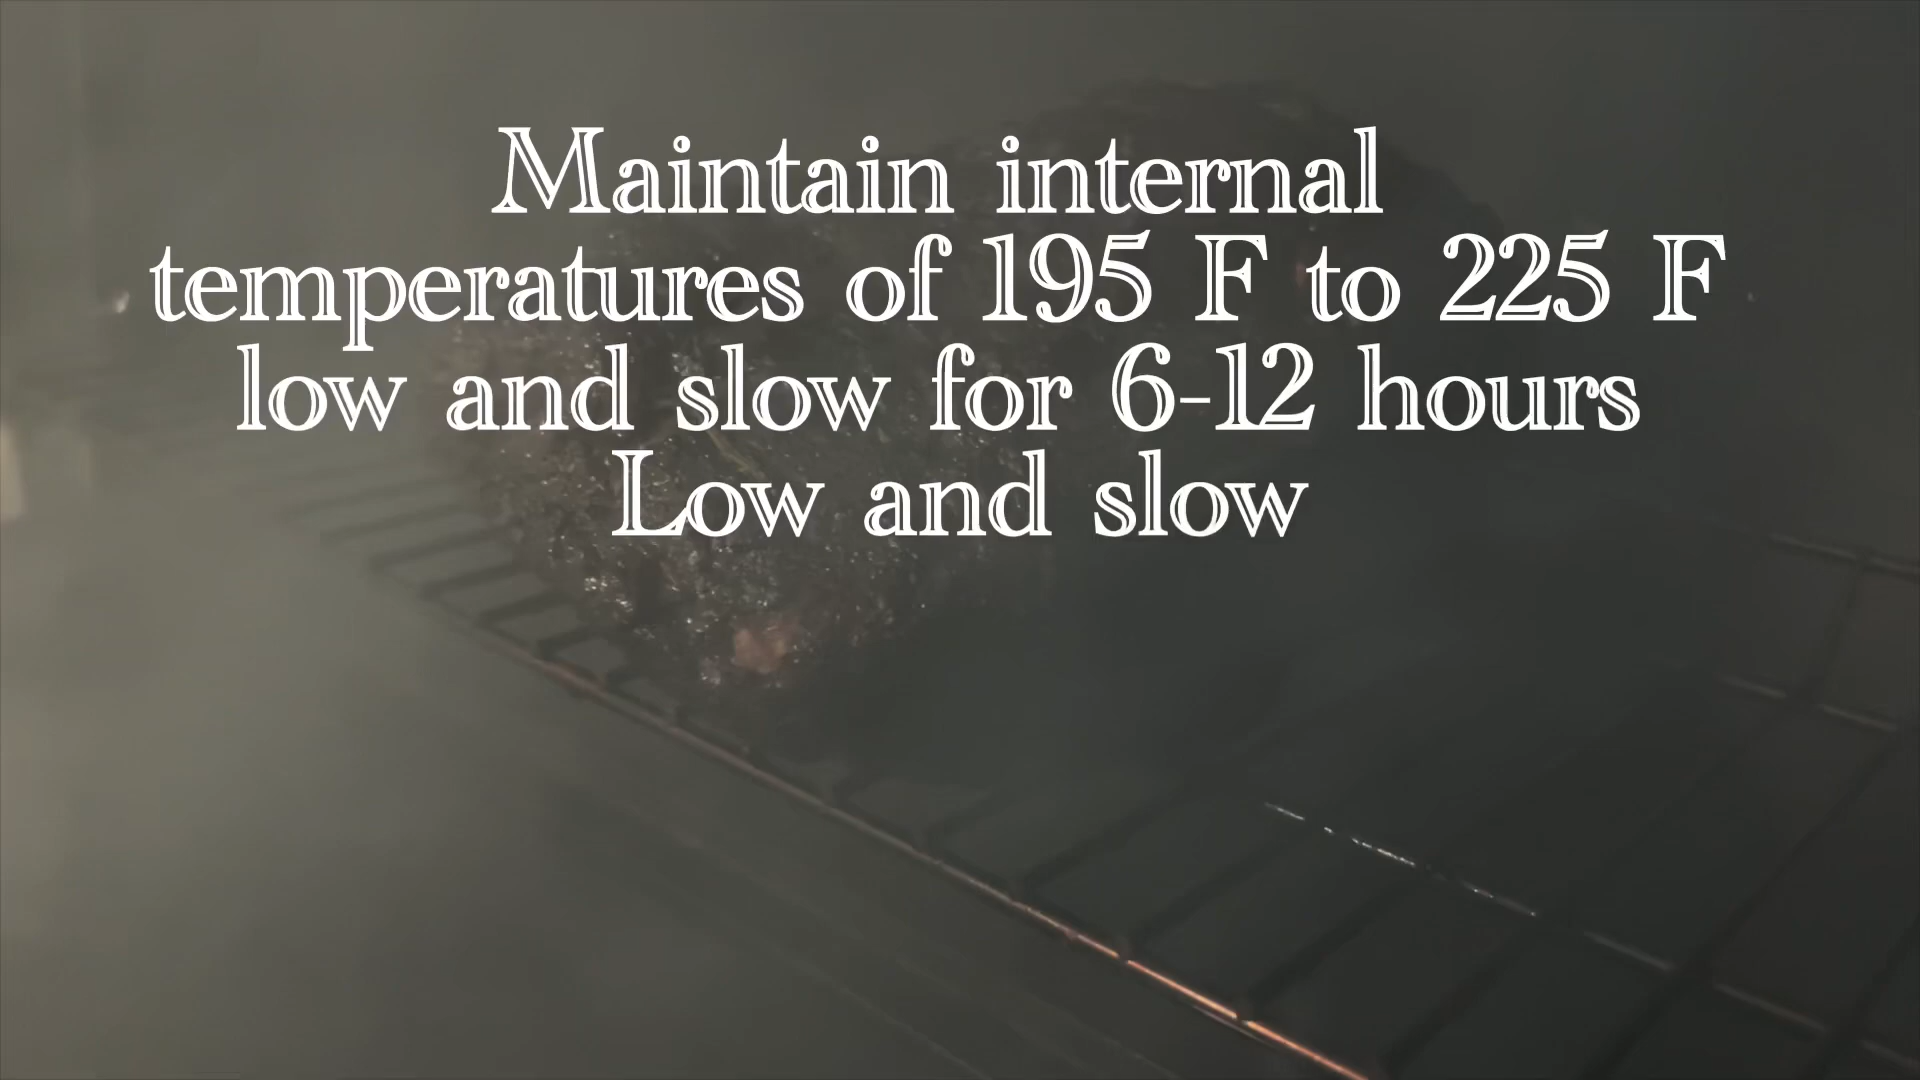 Maintain internal
temperatures of 195 F to 225 F
low and slow for 6-12 hours
Low and slow